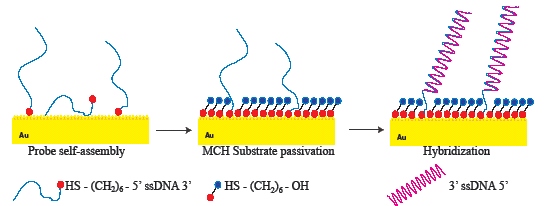 Au
Au
Au
Probe self-assembly
MCH Substrate passivation
Hybridization
HS - (CH2)6 - 5' ssDNA 3'
HS - (CH2)6 - OH
3' ssDNA 5'